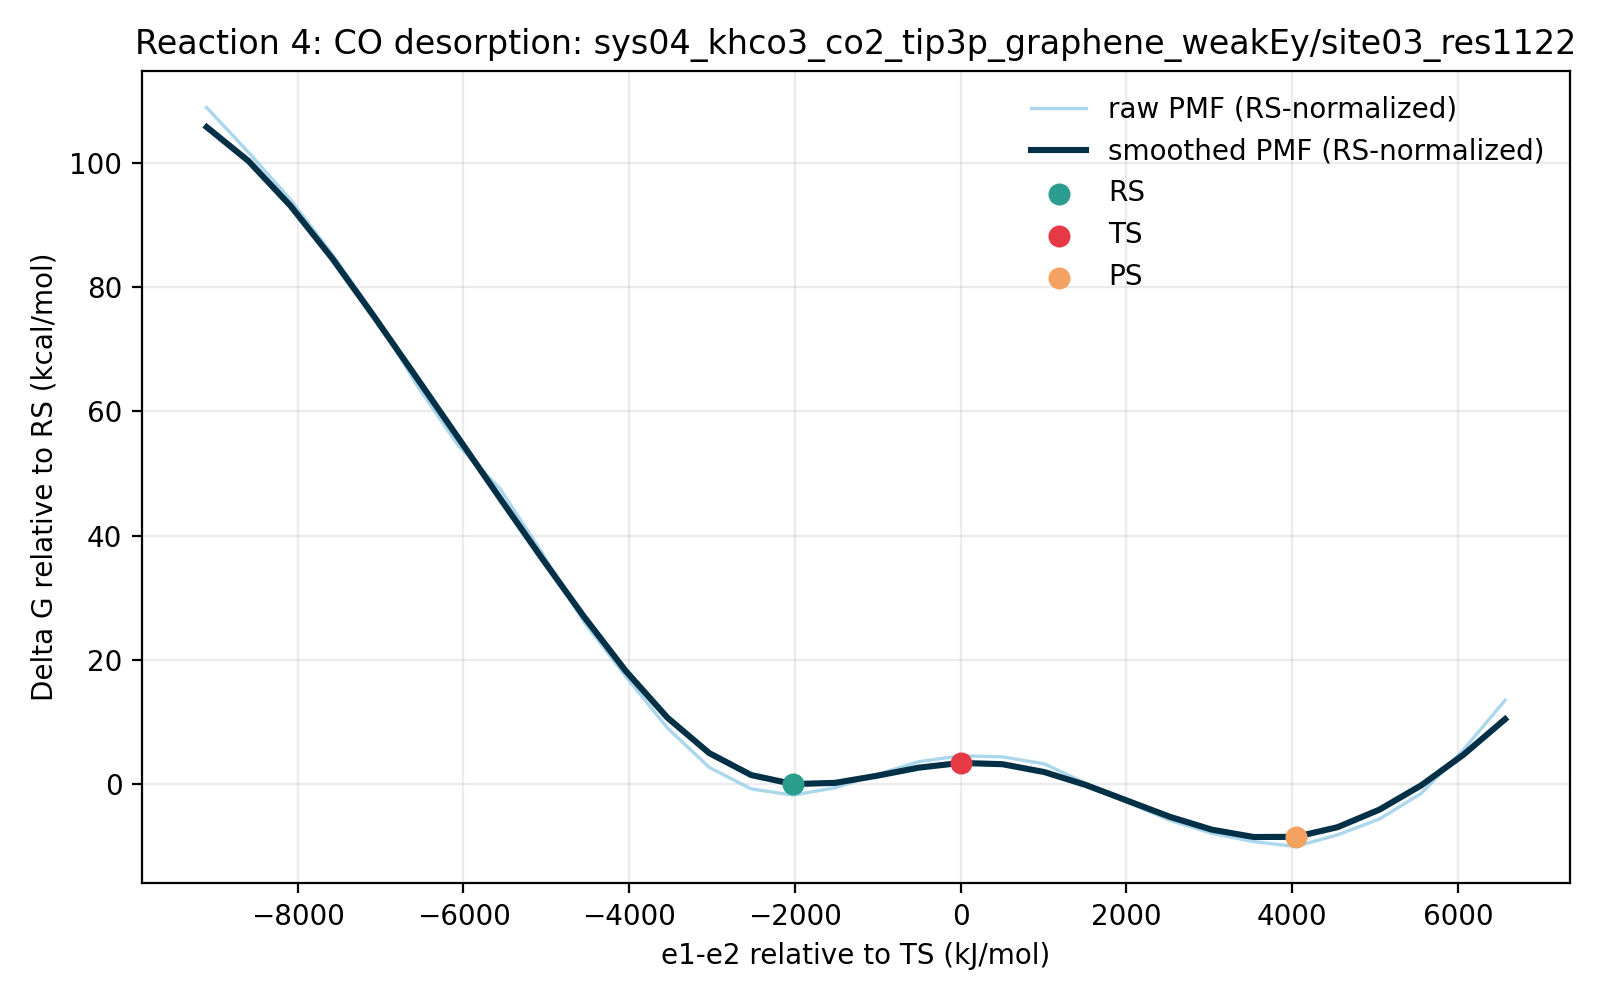 Reaction 4: CO desorption: sys04_khco3_co2_tip3p_graphene_weakEy/site03_res1122
raw PMF (RS-normalized)
smoothed PMF (RS-normalized)
RS
TS
PS
Delta G relative to RS (kcal/mol)
100
80
60
40
20
0
−8000 −6000 −4000 −2000 0 2000 4000 6000
e1-e2 relative to TS (kJ/mol)